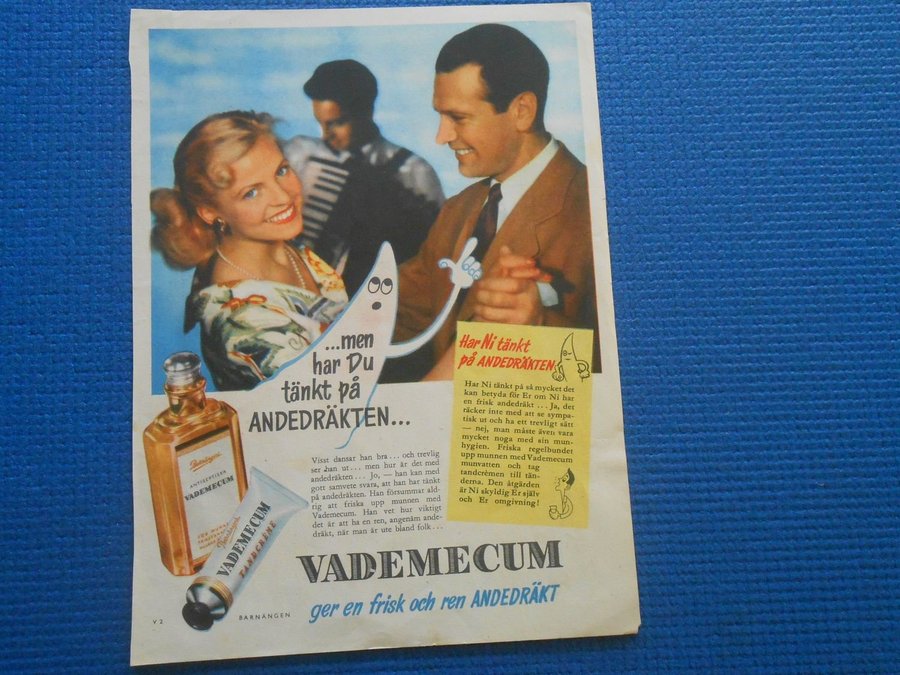 ...men
har Du
tänkt på
ANDEDRÄKTEN...
Visst dansar han bra... och trevlig
ser han ut... men hur är det med
andedräkten... Jo, — han kan med
gott samvete svara, att han har tänkt
på andedräkten. Han försummar ald-
rig att friska upp munnen med
Vademecum. Han vet hur viktigt
det är att ha en ren, angenäm ande-
dräkt, när man är ute bland folk...
Har Ni tänkt
på ANDEDRÄKTEN
Har Ni tänkt på så mycket det
kan betyda för Er om Ni har
en frisk andedräkt... Ja, det
räcker inte med att se sympa-
tisk ut och ha ett trevligt sätt
— nej, man måste även vara
mycket noga med sin mun-
hygien. Friska regelbundet
upp munnen med Vademecum
munvatten och tag
tandcrèmen till tän-
derna. Den åtgärden
är Ni skyldig Er själv
och Er omgivning!
Barnängens
ANTISEPTISKA
VADEMECUM
Barnängens
VADEMECUM
TANDCRÈME
VADEMECUM
ger en frisk och ren ANDEDRÄKT
V 2
BARNÄNGEN